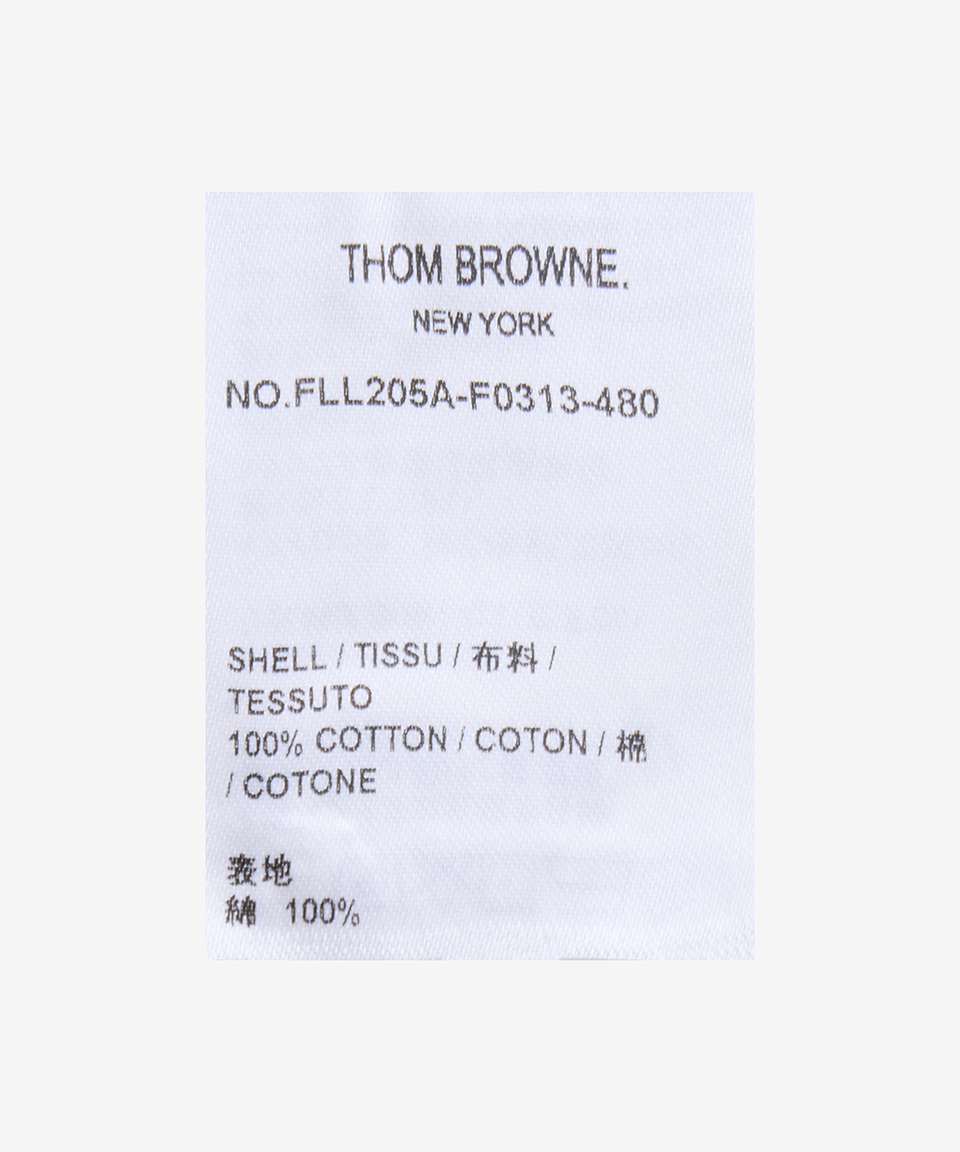 THOM BROWNE.
NEW YORK
NO.FLL205A-F0313-480
SHELL / TISSU / 布料 /
TESSUTO
100% COTTON / COTON / 棉
/ COTONE
表地
綿 100%